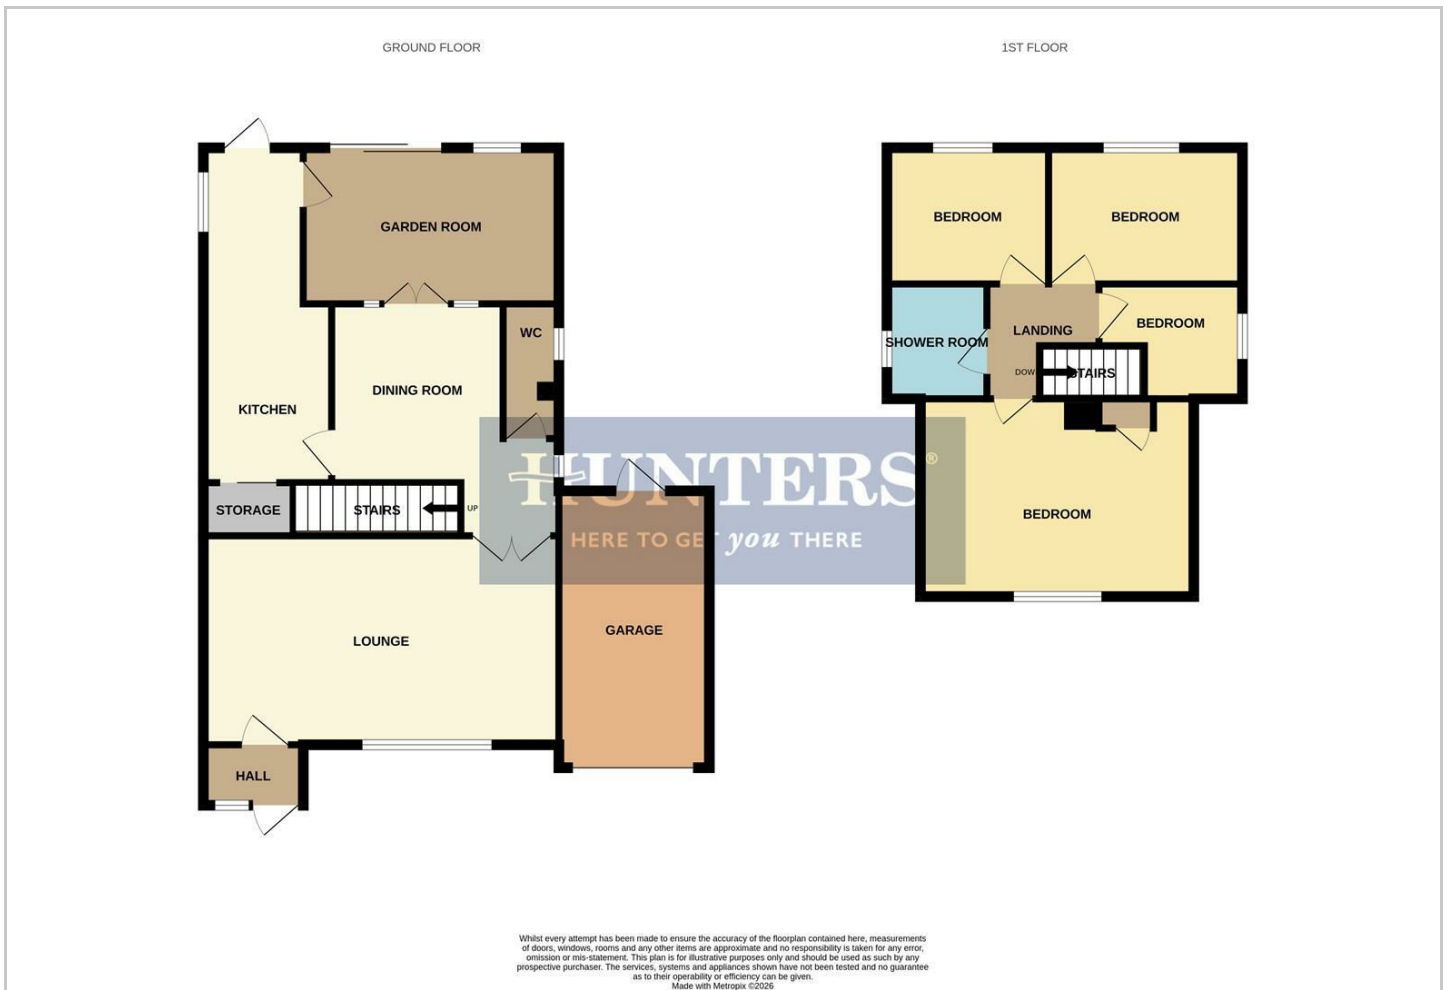 GROUND FLOOR
1ST FLOOR
GARDEN ROOM
WC
DINING ROOM
KITCHEN
STORAGE
STAIRS
UP
LOUNGE
GARAGE
HALL
BEDROOM
BEDROOM
BEDROOM
LANDING
SHOWER ROOM
DOW
STAIRS
BEDROOM
HUNTERS®
HERE TO GET you THERE
Whilst every attempt has been made to ensure the accuracy of the floorplan contained here, measurements
of doors, windows, rooms and any other items are approximate and no responsibility is taken for any error,
omission or mis-statement. This plan is for illustrative purposes only and should be used as such by any
prospective purchaser. The services, systems and appliances shown have not been tested and no guarantee
as to their operability or efficiency can be given.
Made with Metropix ©2026